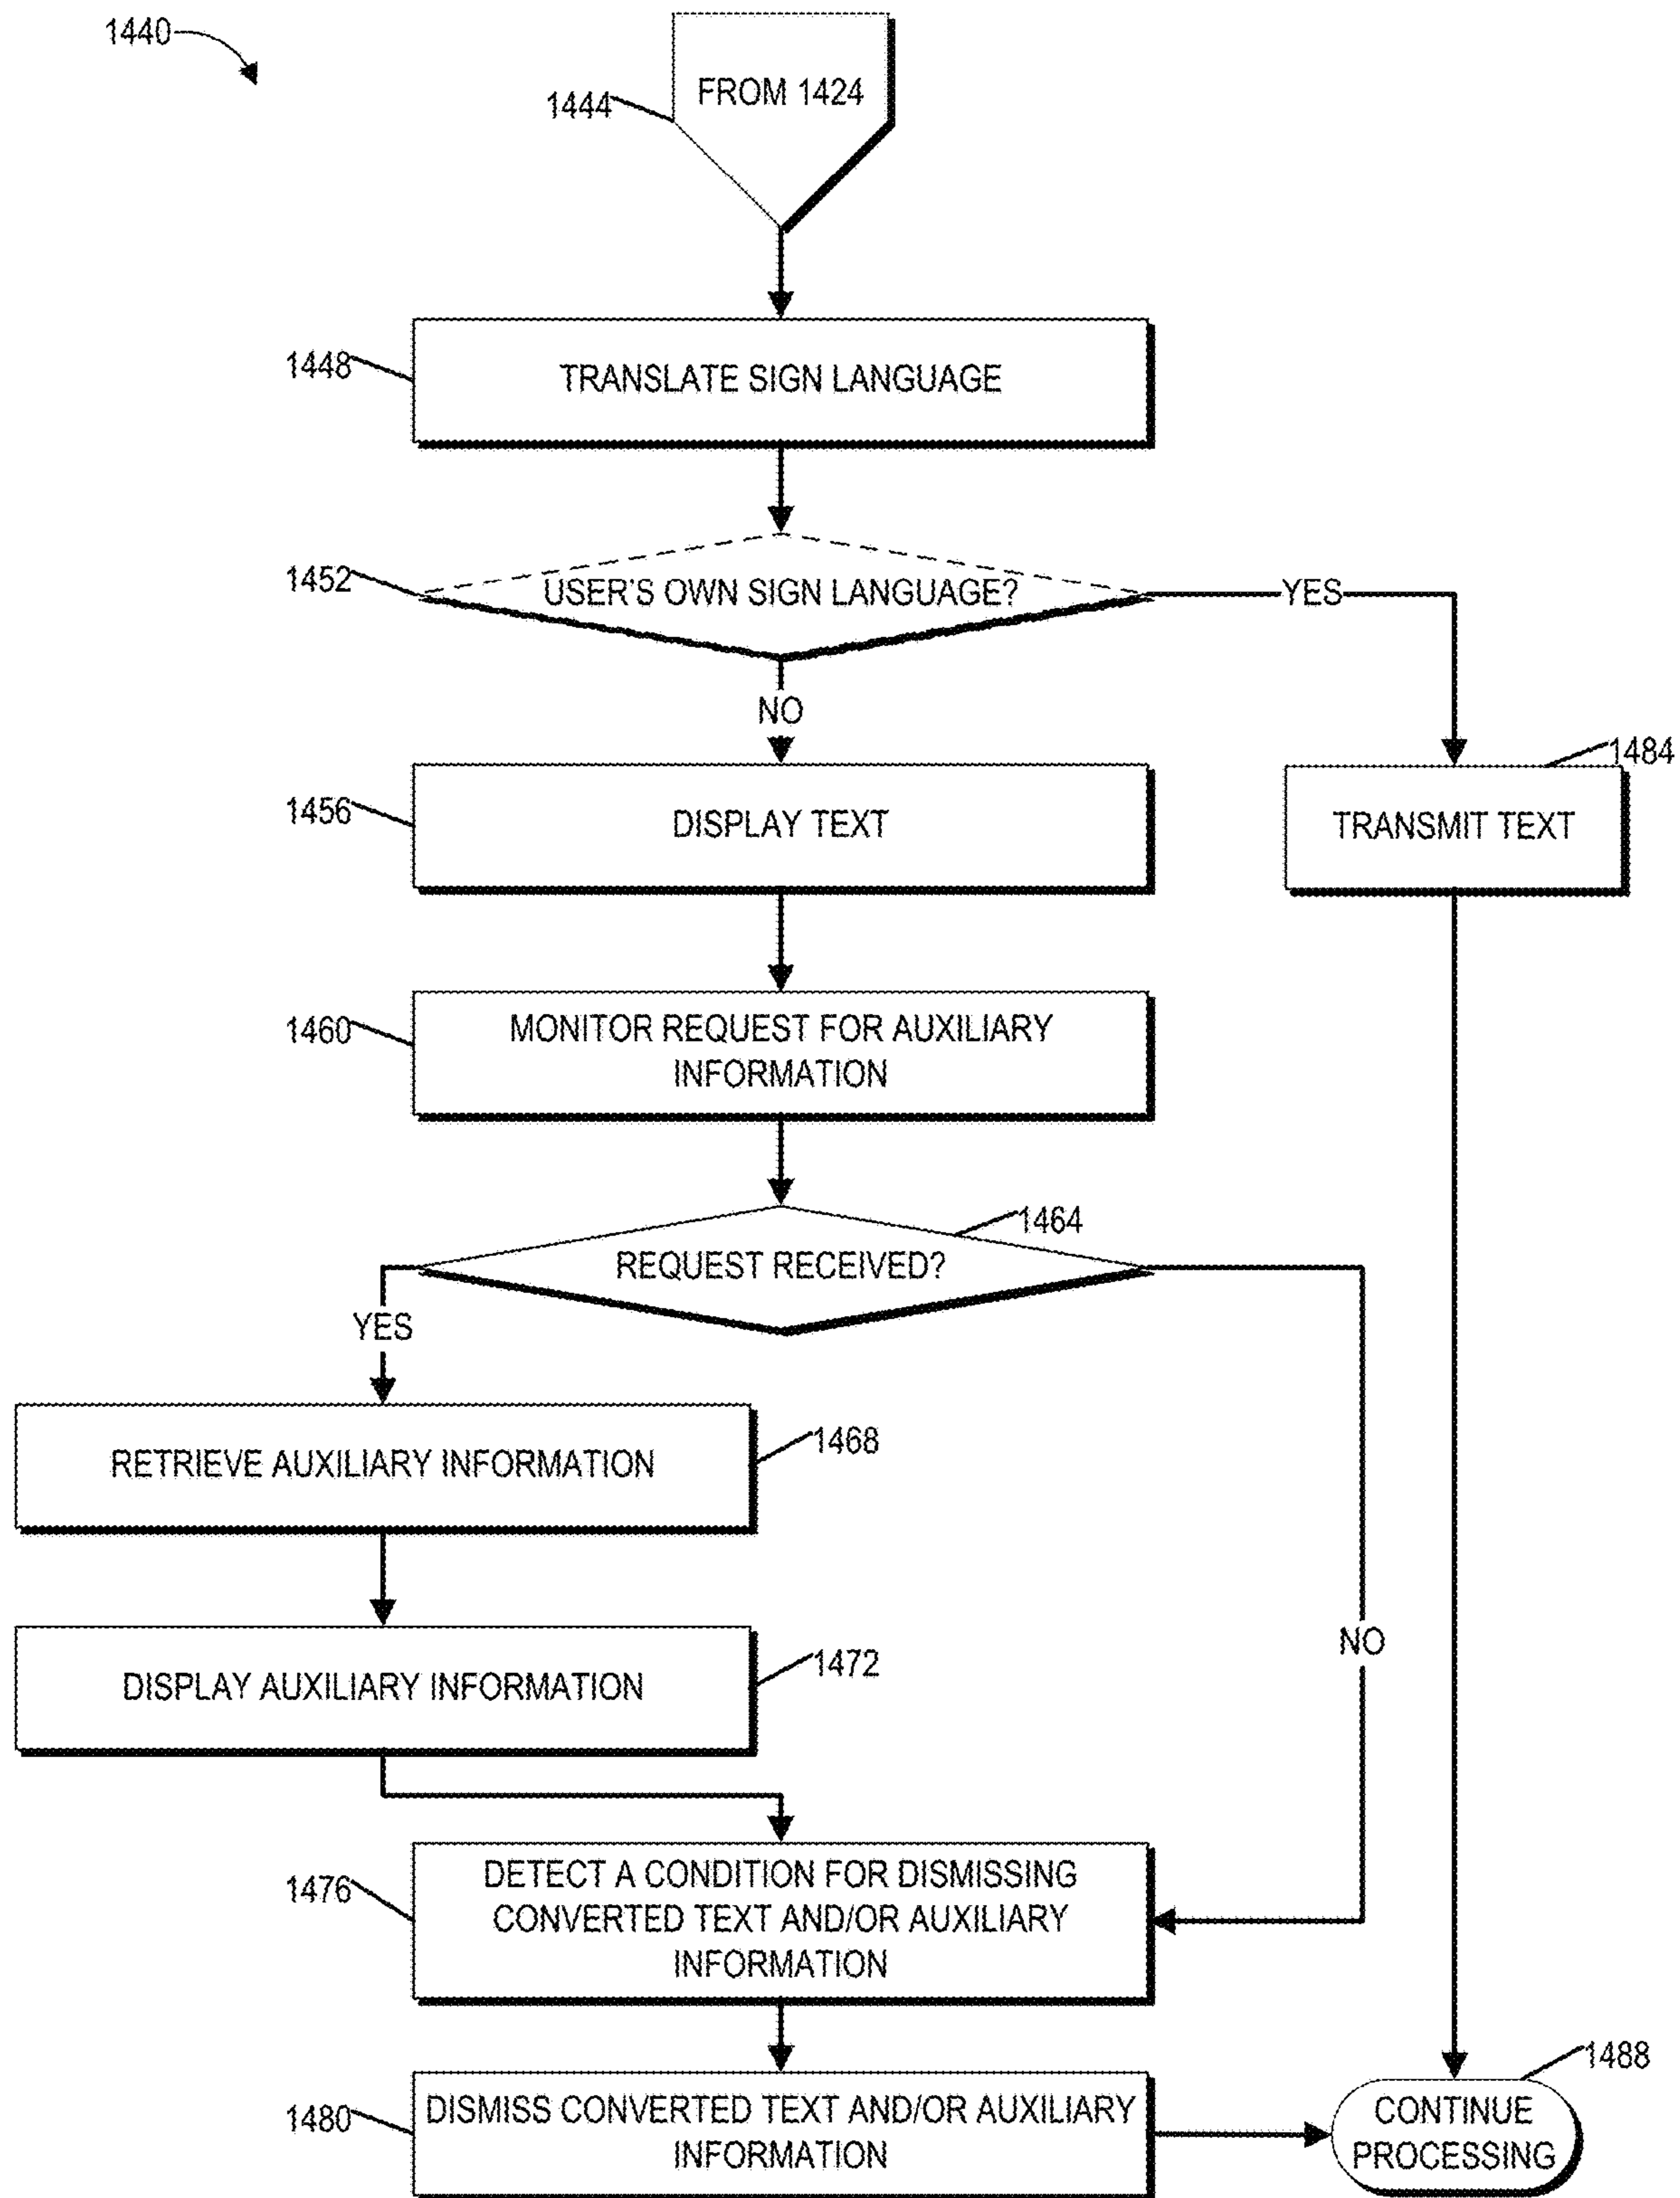 1440
1444
FROM 1424
1448
TRANSLATE SIGN LANGUAGE
1452
USER'S OWN SIGN LANGUAGE?
YES
NO
1456
DISPLAY TEXT
1484
TRANSMIT TEXT
1460
MONITOR REQUEST FOR AUXILIARY
INFORMATION
1464
REQUEST RECEIVED?
YES
1468
RETRIEVE AUXILIARY INFORMATION
NO
1472
DISPLAY AUXILIARY INFORMATION
1476
DETECT A CONDITION FOR DISMISSING
CONVERTED TEXT AND/OR AUXILIARY
INFORMATION
1480
DISMISS CONVERTED TEXT AND/OR AUXILIARY
INFORMATION
1488
CONTINUE
PROCESSING